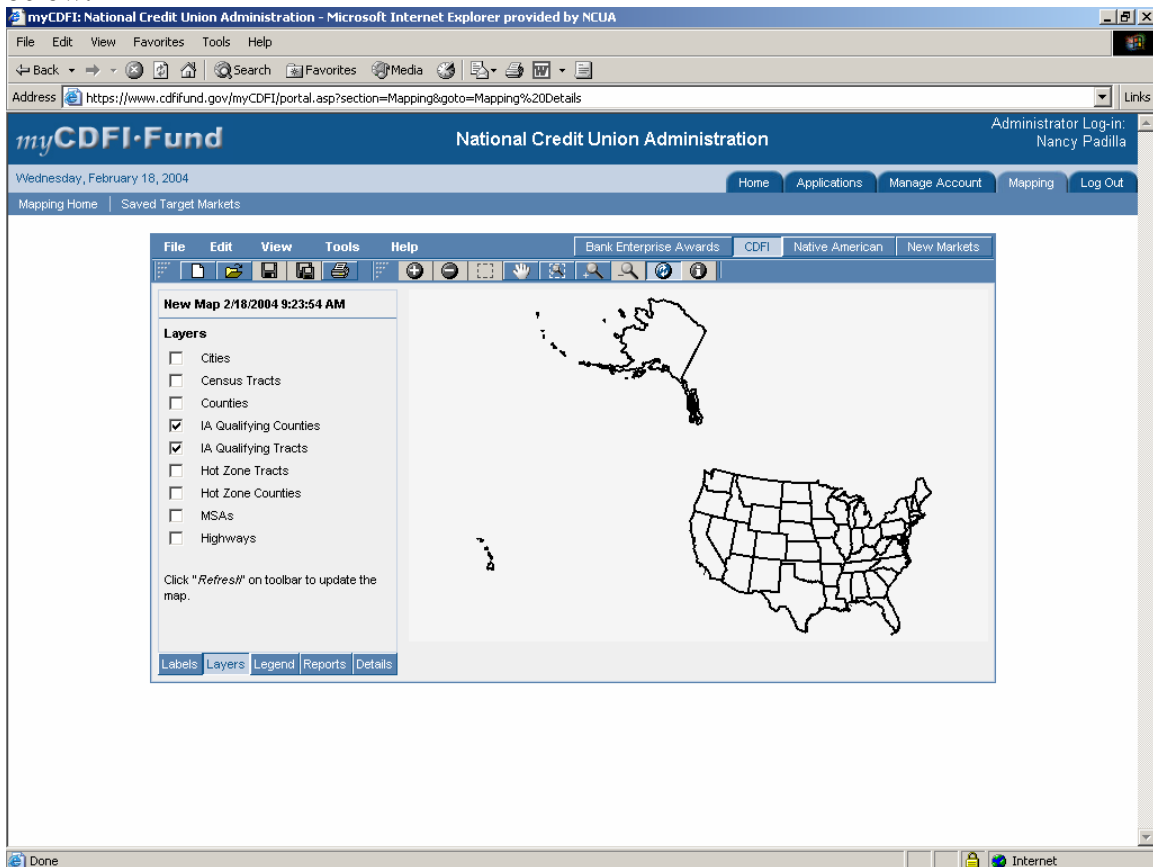 myCDFI: National Credit Union Administration - Microsoft Internet Explorer provided by NCUA
File Edit View Favorites Tools Help
Back Search Favorites Media
Address https://www.cdfifund.gov/myCDFI/portal.asp?section=Mapping&goto=Mapping%20Details Links
myCDFI·Fund National Credit Union Administration Administrator Log-in:
Nancy Padilla
Wednesday, February 18, 2004 Home Applications Manage Account Mapping Log Out
Mapping Home | Saved Target Markets
File Edit View Tools Help Bank Enterprise Awards CDFI Native American New Markets
New Map 2/18/2004 9:23:54 AM
Layers
Cities
Census Tracts
Counties
IA Qualifying Counties
IA Qualifying Tracts
Hot Zone Tracts
Hot Zone Counties
MSAs
Highways
Click "Refresh" on toolbar to update the
map.
Labels Layers Legend Reports Details
Done Internet